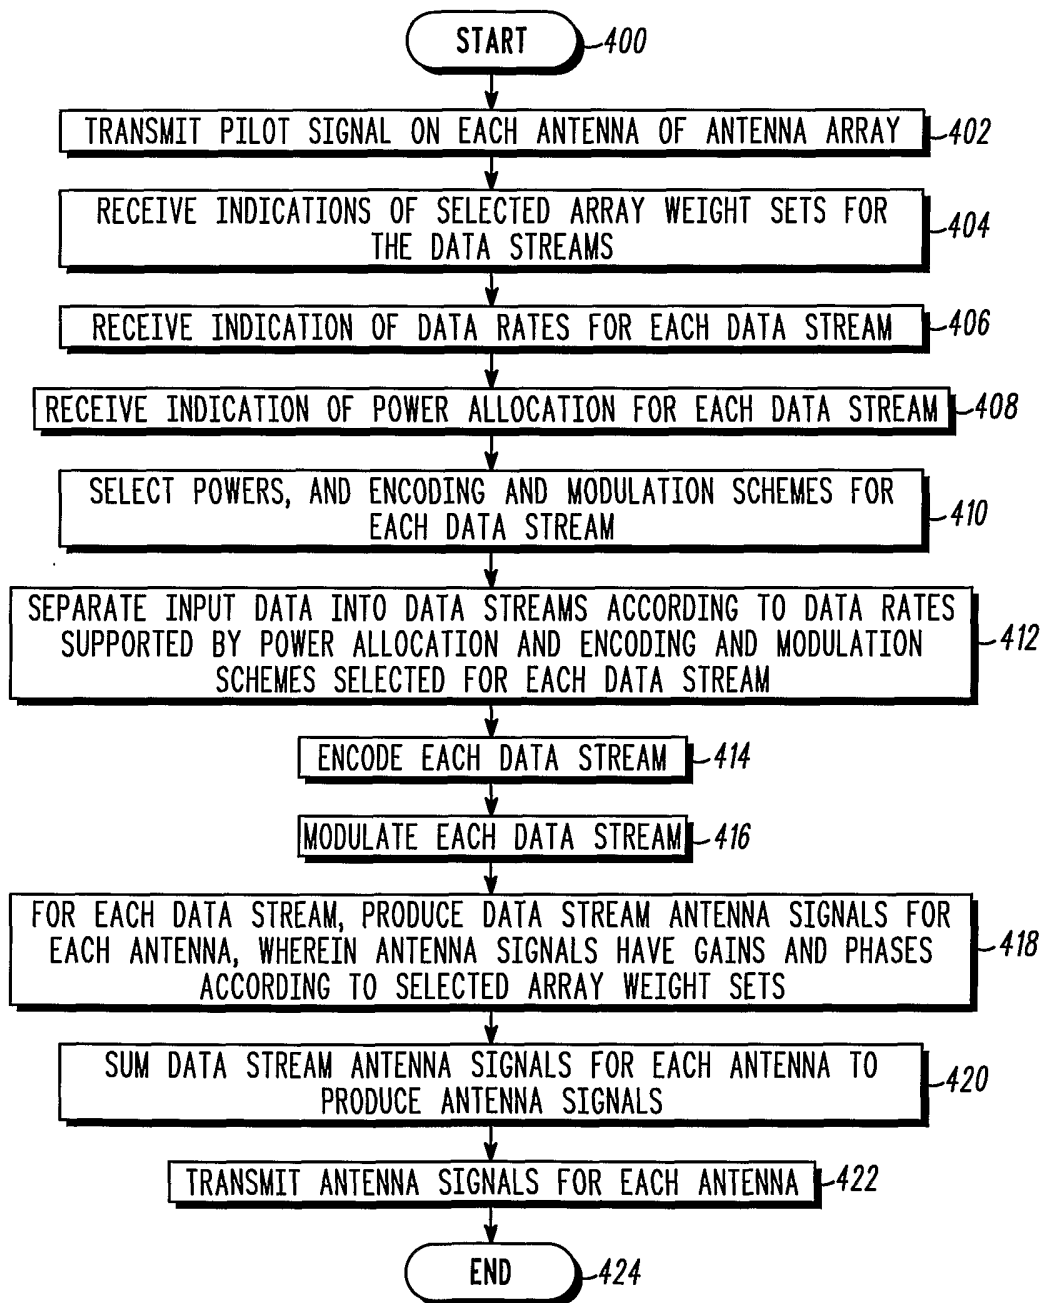 START
400
TRANSMIT PILOT SIGNAL ON EACH ANTENNA OF ANTENNA ARRAY
402
RECEIVE INDICATIONS OF SELECTED ARRAY WEIGHT SETS FOR
THE DATA STREAMS
404
RECEIVE INDICATION OF DATA RATES FOR EACH DATA STREAM
406
RECEIVE INDICATION OF POWER ALLOCATION FOR EACH DATA STREAM
408
SELECT POWERS, AND ENCODING AND MODULATION SCHEMES FOR
EACH DATA STREAM
410
SEPARATE INPUT DATA INTO DATA STREAMS ACCORDING TO DATA RATES
SUPPORTED BY POWER ALLOCATION AND ENCODING AND MODULATION
SCHEMES SELECTED FOR EACH DATA STREAM
412
ENCODE EACH DATA STREAM
414
MODULATE EACH DATA STREAM
416
FOR EACH DATA STREAM, PRODUCE DATA STREAM ANTENNA SIGNALS FOR
EACH ANTENNA, WHEREIN ANTENNA SIGNALS HAVE GAINS AND PHASES
ACCORDING TO SELECTED ARRAY WEIGHT SETS
418
SUM DATA STREAM ANTENNA SIGNALS FOR EACH ANTENNA TO
PRODUCE ANTENNA SIGNALS
420
TRANSMIT ANTENNA SIGNALS FOR EACH ANTENNA
422
END
424